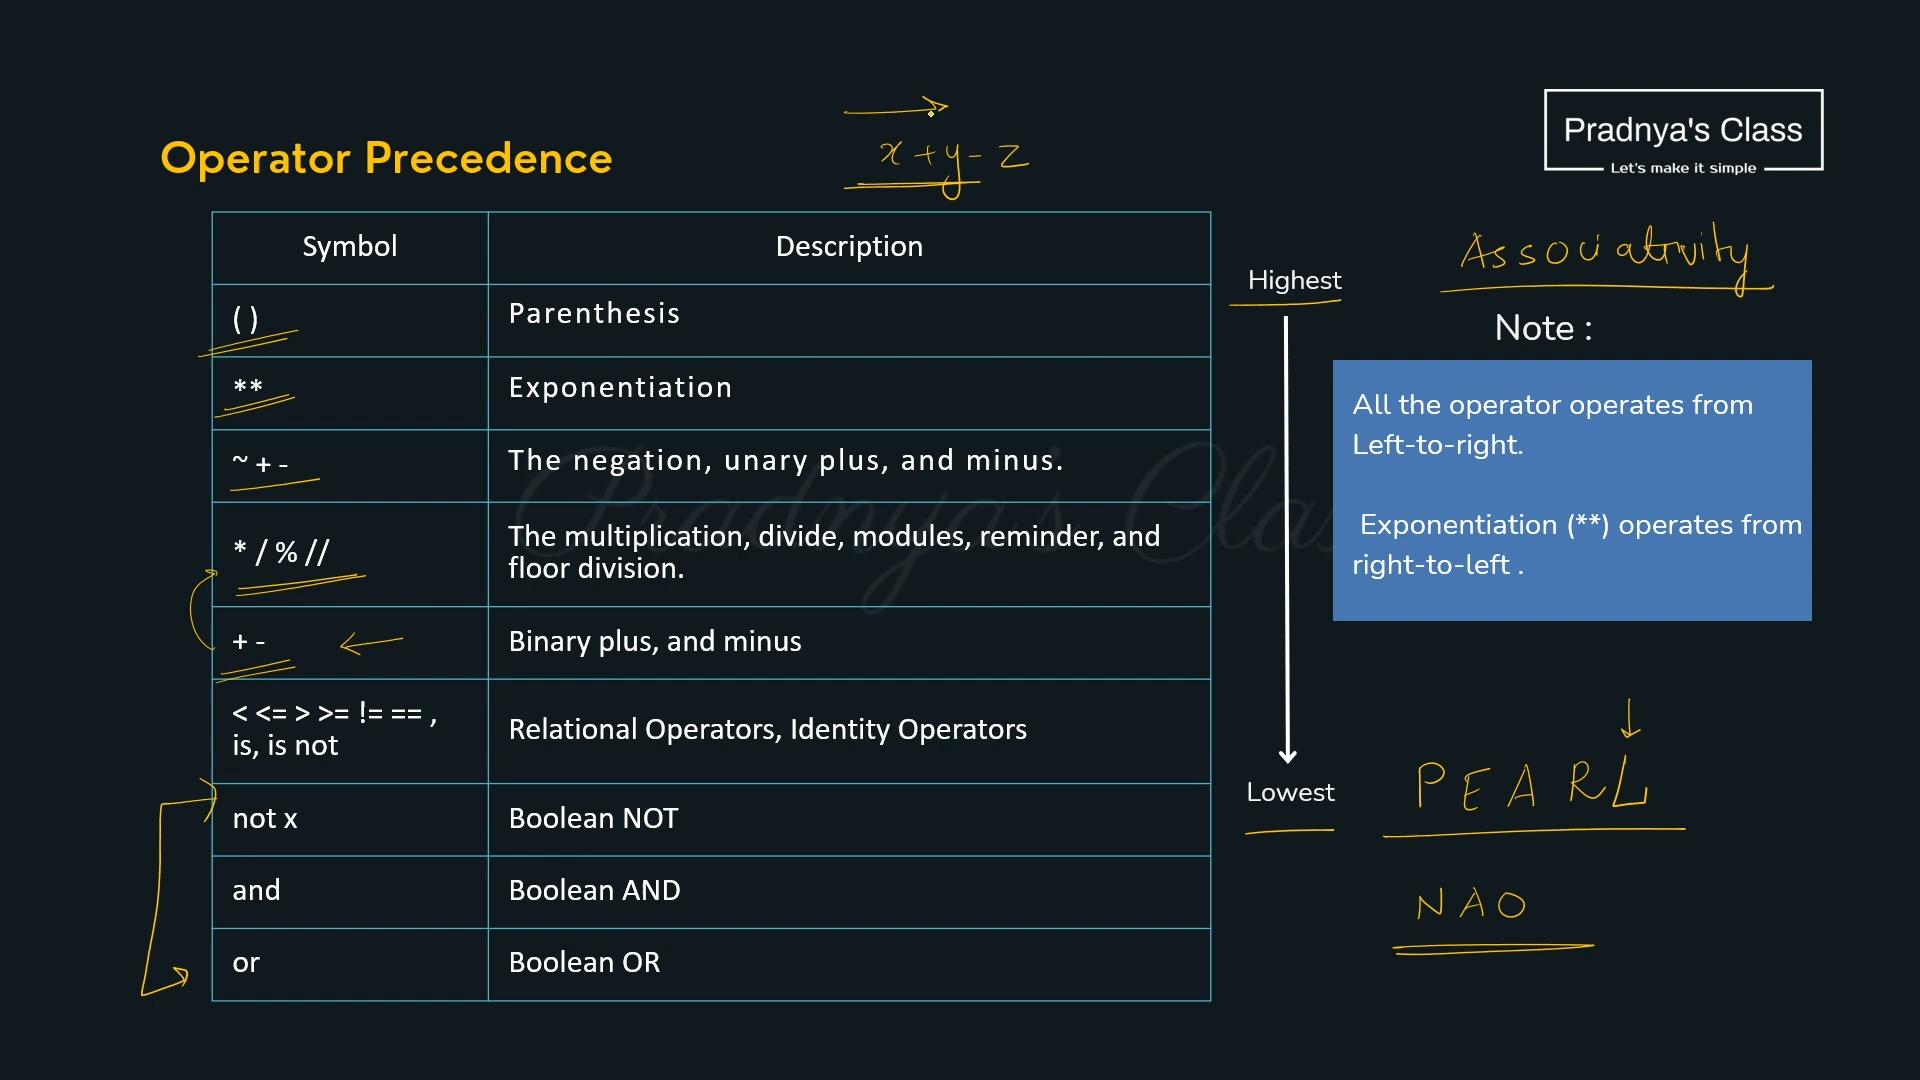 x + y - z
Operator Precedence
Pradnya's Class
Let's make it simple
Symbol Description
( ) Parenthesis
** Exponentiation
~ + - The negation, unary plus, and minus.
* / % // The multiplication, divide, modules, reminder, and
floor division.
+ - Binary plus, and minus
< <= > >= != == ,
is, is not
Relational Operators, Identity Operators
not x Boolean NOT
and Boolean AND
or Boolean OR
Highest
Lowest
Associativity
Note :
All the operator operates from
Left-to-right.
Exponentiation (**) operates from
right-to-left .
PEARL
NAO
Pradnya's Clas